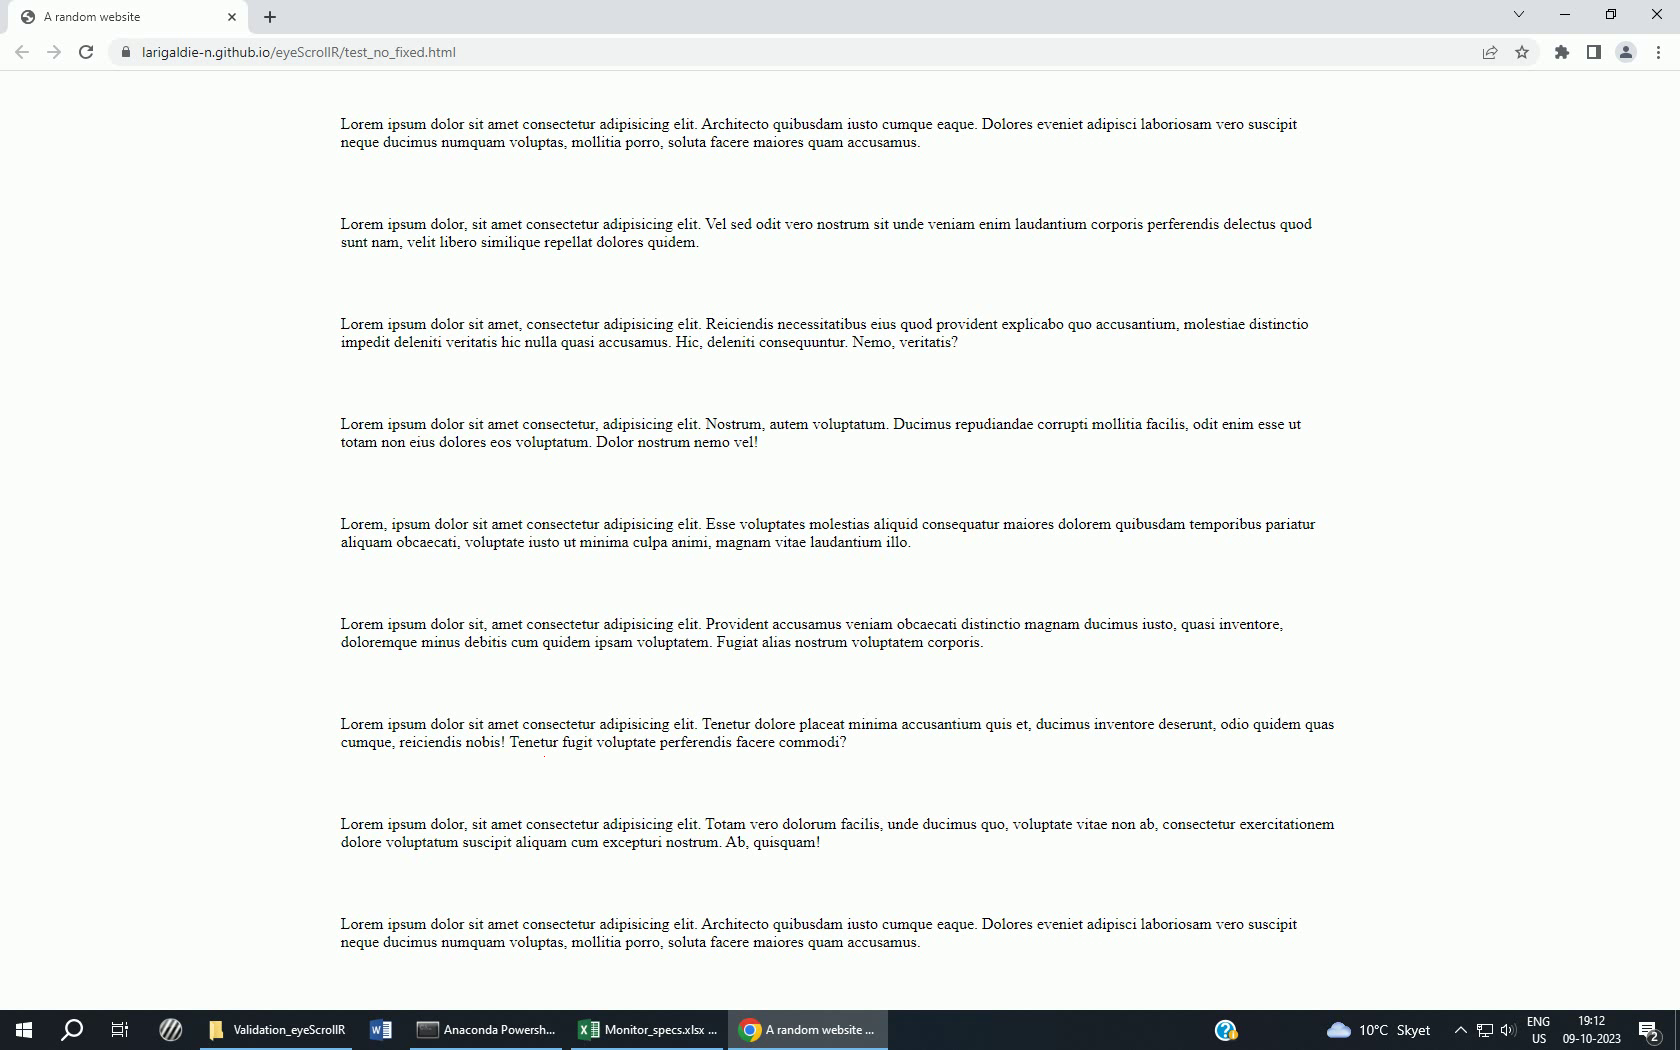 A random website
larigaldie-n.github.io/eyeScrollR/test_no_fixed.html
Lorem ipsum dolor sit amet consectetur adipisicing elit. Architecto quibusdam iusto cumque eaque. Dolores eveniet adipisci laboriosam vero suscipit
neque ducimus numquam voluptas, mollitia porro, soluta facere maiores quam accusamus.
Lorem ipsum dolor, sit amet consectetur adipisicing elit. Vel sed odit vero nostrum sit unde veniam enim laudantium corporis perferendis delectus quod
sunt nam, velit libero similique repellat dolores quidem.
Lorem ipsum dolor sit amet, consectetur adipisicing elit. Reiciendis necessitatibus eius quod provident explicabo quo accusantium, molestiae distinctio
impedit deleniti veritatis hic nulla quasi accusamus. Hic, deleniti consequuntur. Nemo, veritatis?
Lorem ipsum dolor sit amet consectetur, adipisicing elit. Nostrum, autem voluptatum. Ducimus repudiandae corrupti mollitia facilis, odit enim esse ut
totam non eius dolores eos voluptatum. Dolor nostrum nemo vel!
Lorem, ipsum dolor sit amet consectetur adipisicing elit. Esse voluptates molestias aliquid consequatur maiores dolorem quibusdam temporibus pariatur
aliquam obcaecati, voluptate iusto ut minima culpa animi, magnam vitae laudantium illo.
Lorem ipsum dolor sit, amet consectetur adipisicing elit. Provident accusamus veniam obcaecati distinctio magnam ducimus iusto, quasi inventore,
doloremque minus debitis cum quidem ipsam voluptatem. Fugiat alias nostrum voluptatem corporis.
Lorem ipsum dolor sit amet consectetur adipisicing elit. Tenetur dolore placeat minima accusantium quis et, ducimus inventore deserunt, odio quidem quas
cumque, reiciendis nobis! Tenetur fugit voluptate perferendis facere commodi?
Lorem ipsum dolor, sit amet consectetur adipisicing elit. Totam vero dolorum facilis, unde ducimus quo, voluptate vitae non ab, consectetur exercitationem
dolore voluptatum suscipit aliquam cum excepturi nostrum. Ab, quisquam!
Lorem ipsum dolor sit amet consectetur adipisicing elit. Architecto quibusdam iusto cumque eaque. Dolores eveniet adipisci laboriosam vero suscipit
neque ducimus numquam voluptas, mollitia porro, soluta facere maiores quam accusamus.
Validation_eyeScrollR
Anaconda Powersh...
Monitor_specs.xlsx ...
A random website ...
10°C Skyet
ENG
US
19:12
09-10-2023
2